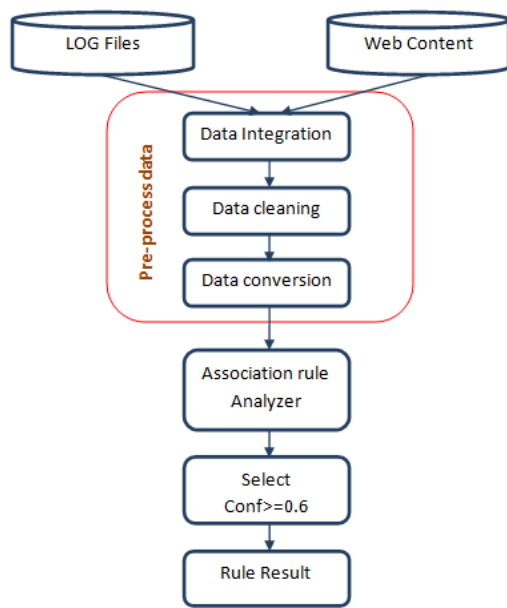 LOG Files
Web Content
Pre-process data
Data Integration
Data cleaning
Data conversion
Association rule
Analyzer
Select
Conf>=0.6
Rule Result